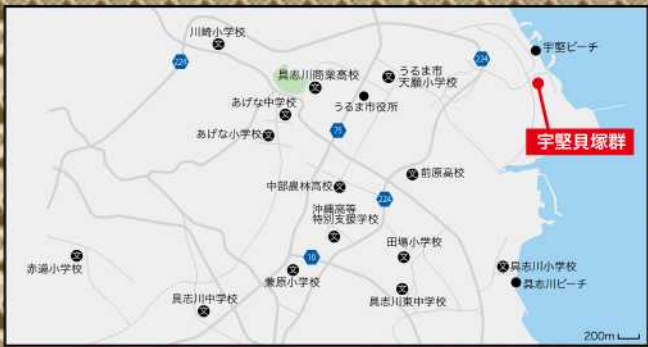 川崎小学校
宇堅ビーチ
224
224
具志川商業高校
うるま市
天願小学校
あげな中学校
うるま市役所
75
あげな小学校
宇堅貝塚群
前原高校
中部農林高校
224
沖縄高等
特別支援学校
田場小学校
10
赤道小学校
具志川小学校
兼原小学校
具志川ビーチ
具志川中学校
具志川東中学校
200m